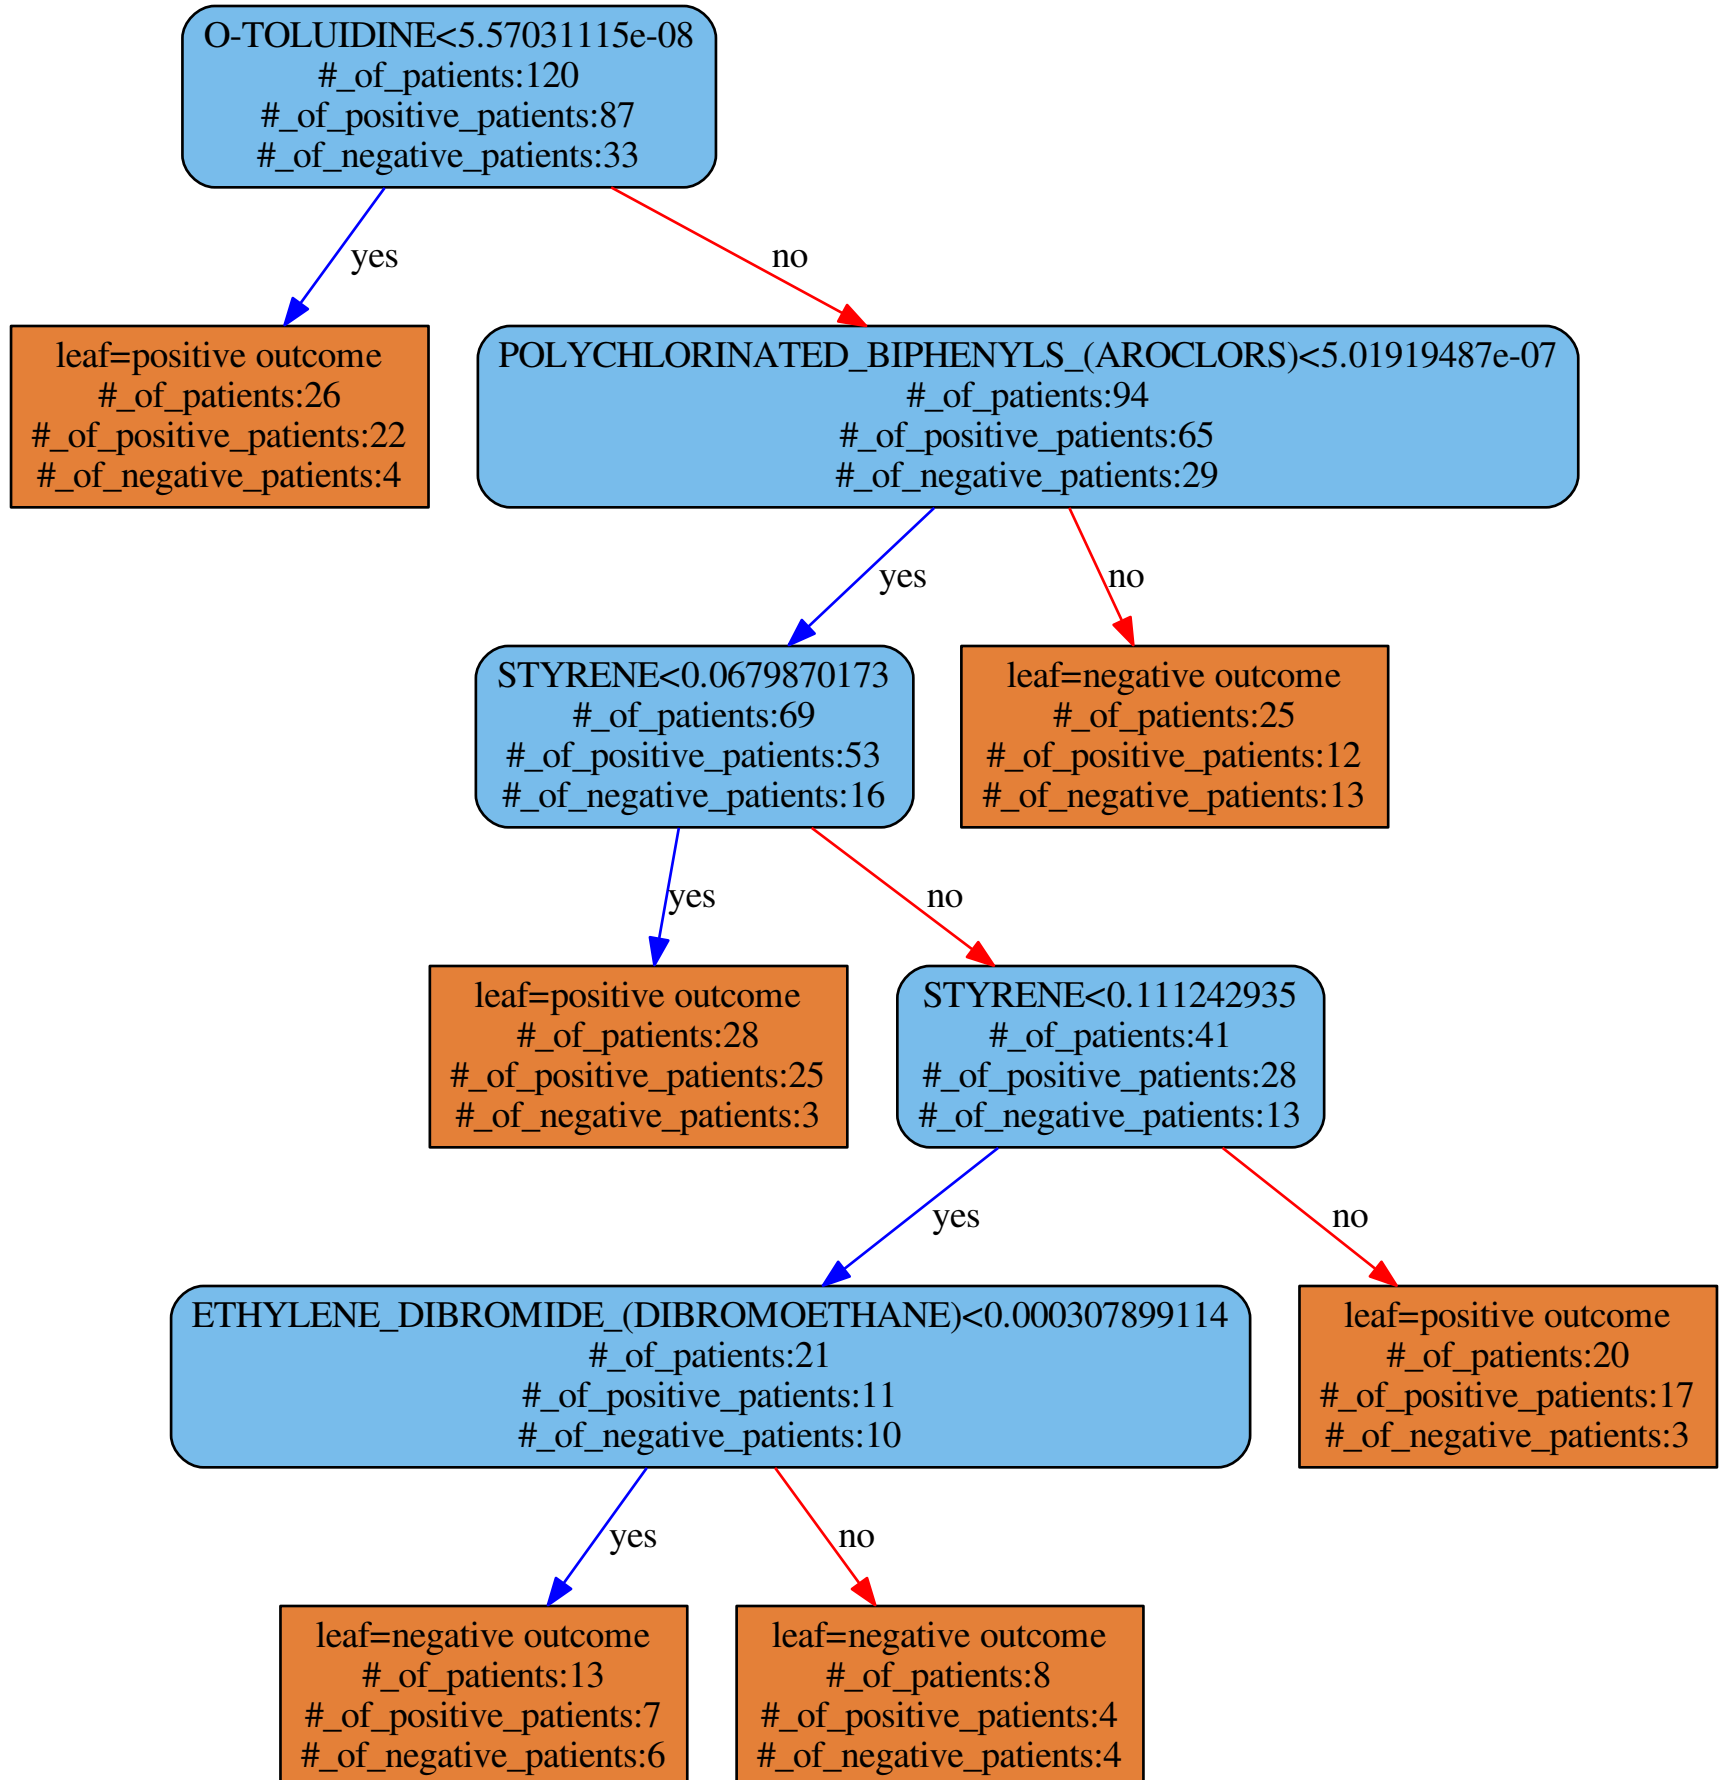 O-TOLUIDINE<5.57031115e-08
#_of_patients:120
#_of_positive_patients:87
#_of_negative_patients:33
yes
no
leaf=positive outcome
#_of_patients:26
#_of_positive_patients:22
#_of_negative_patients:4
POLYCHLORINATED_BIPHENYLS_(AROCLORS)<5.01919487e-07
#_of_patients:94
#_of_positive_patients:65
#_of_negative_patients:29
yes
no
STYRENE<0.0679870173
#_of_patients:69
#_of_positive_patients:53
#_of_negative_patients:16
leaf=negative outcome
#_of_patients:25
#_of_positive_patients:12
#_of_negative_patients:13
yes
no
leaf=positive outcome
#_of_patients:28
#_of_positive_patients:25
#_of_negative_patients:3
STYRENE<0.111242935
#_of_patients:41
#_of_positive_patients:28
#_of_negative_patients:13
yes
no
ETHYLENE_DIBROMIDE_(DIBROMOETHANE)<0.000307899114
#_of_patients:21
#_of_positive_patients:11
#_of_negative_patients:10
leaf=positive outcome
#_of_patients:20
#_of_positive_patients:17
#_of_negative_patients:3
yes
no
leaf=negative outcome
#_of_patients:13
#_of_positive_patients:7
#_of_negative_patients:6
leaf=negative outcome
#_of_patients:8
#_of_positive_patients:4
#_of_negative_patients:4